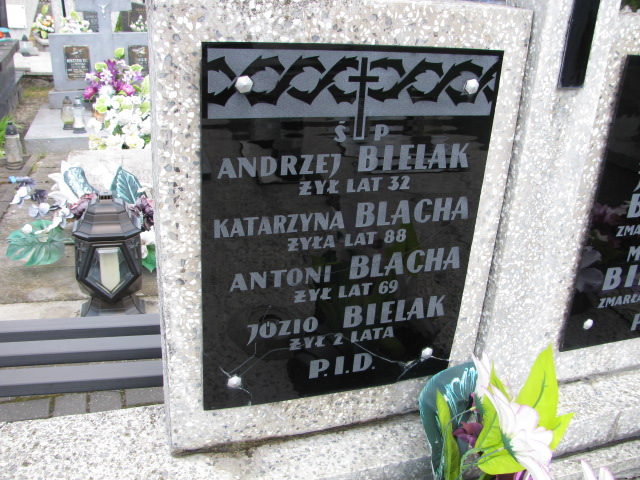 Ś P
ANDRZEJ BIELAK
ŻYŁ LAT 32
KATARZYNA BLACHA
ŻYŁA LAT 88
ANTONI BLACHA
ŻYŁ LAT 69
JÓZIO BIELAK
ŻYŁ 2 LATA
P.I.D.